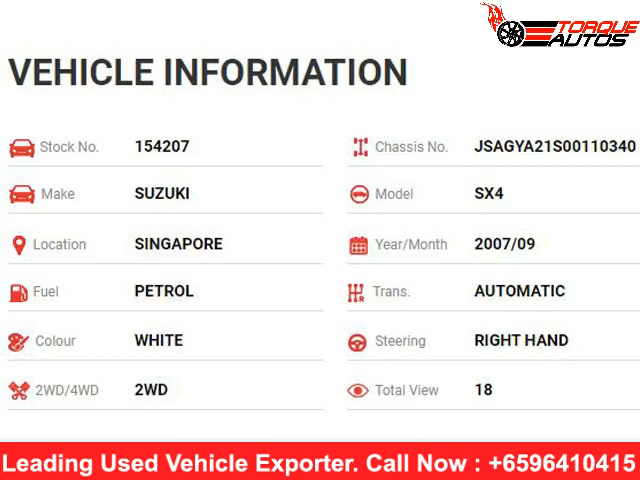 TORQUE
AUTOS
VEHICLE INFORMATION
Stock No. 154207
Chassis No. JSAGYA21S00110340
Make SUZUKI
Model SX4
Location SINGAPORE
Year/Month 2007/09
Fuel PETROL
Trans. AUTOMATIC
Colour WHITE
Steering RIGHT HAND
2WD/4WD 2WD
Total View 18
Leading Used Vehicle Exporter. Call Now : +6596410415